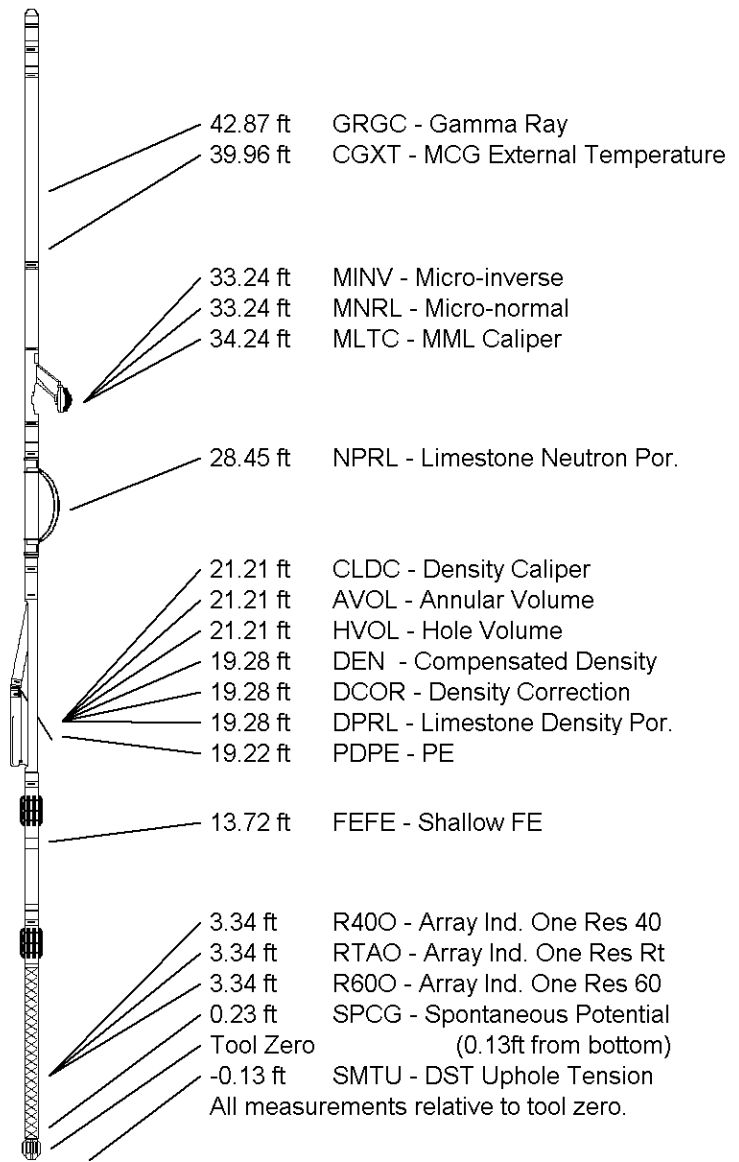 42.87 ft GRGC - Gamma Ray
39.96 ft CGXT - MCG External Temperature
33.24 ft MINV - Micro-inverse
33.24 ft MNRL - Micro-normal
34.24 ft MLTC - MML Caliper
28.45 ft NPRL - Limestone Neutron Por.
21.21 ft CLDC - Density Caliper
21.21 ft AVOL - Annular Volume
21.21 ft HVOL - Hole Volume
19.28 ft DEN - Compensated Density
19.28 ft DCOR - Density Correction
19.28 ft DPRL - Limestone Density Por.
19.22 ft PDPE - PE
13.72 ft FEFE - Shallow FE
3.34 ft R40O - Array Ind. One Res 40
3.34 ft RTAO - Array Ind. One Res Rt
3.34 ft R60O - Array Ind. One Res 60
0.23 ft SPCG - Spontaneous Potential
Tool Zero (0.13ft from bottom)
-0.13 ft SMTU - DST Uphole Tension
All measurements relative to tool zero.